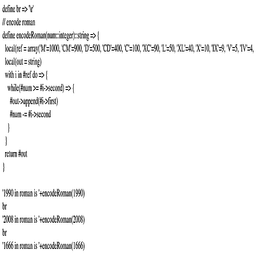 define br => '\r'
// encode roman
define encodeRoman(num::integer)::string => {
local(ref = array('M'=1000, 'CM'=900, 'D'=500, 'CD'=400, 'C'=100, 'XC'=90, 'L'=50, 'XL'=40, 'X'=10, 'IX'=9, 'V'=5, 'IV'=4,
local(out = string)
with i in #ref do => {
while(#num >= #i->second) => {
#out->append(#i->first)
#num -= #i->second
}
}
return #out
}
'1990 in roman is '+encodeRoman(1990)
br
'2008 in roman is '+encodeRoman(2008)
br
'1666 in roman is '+encodeRoman(1666)